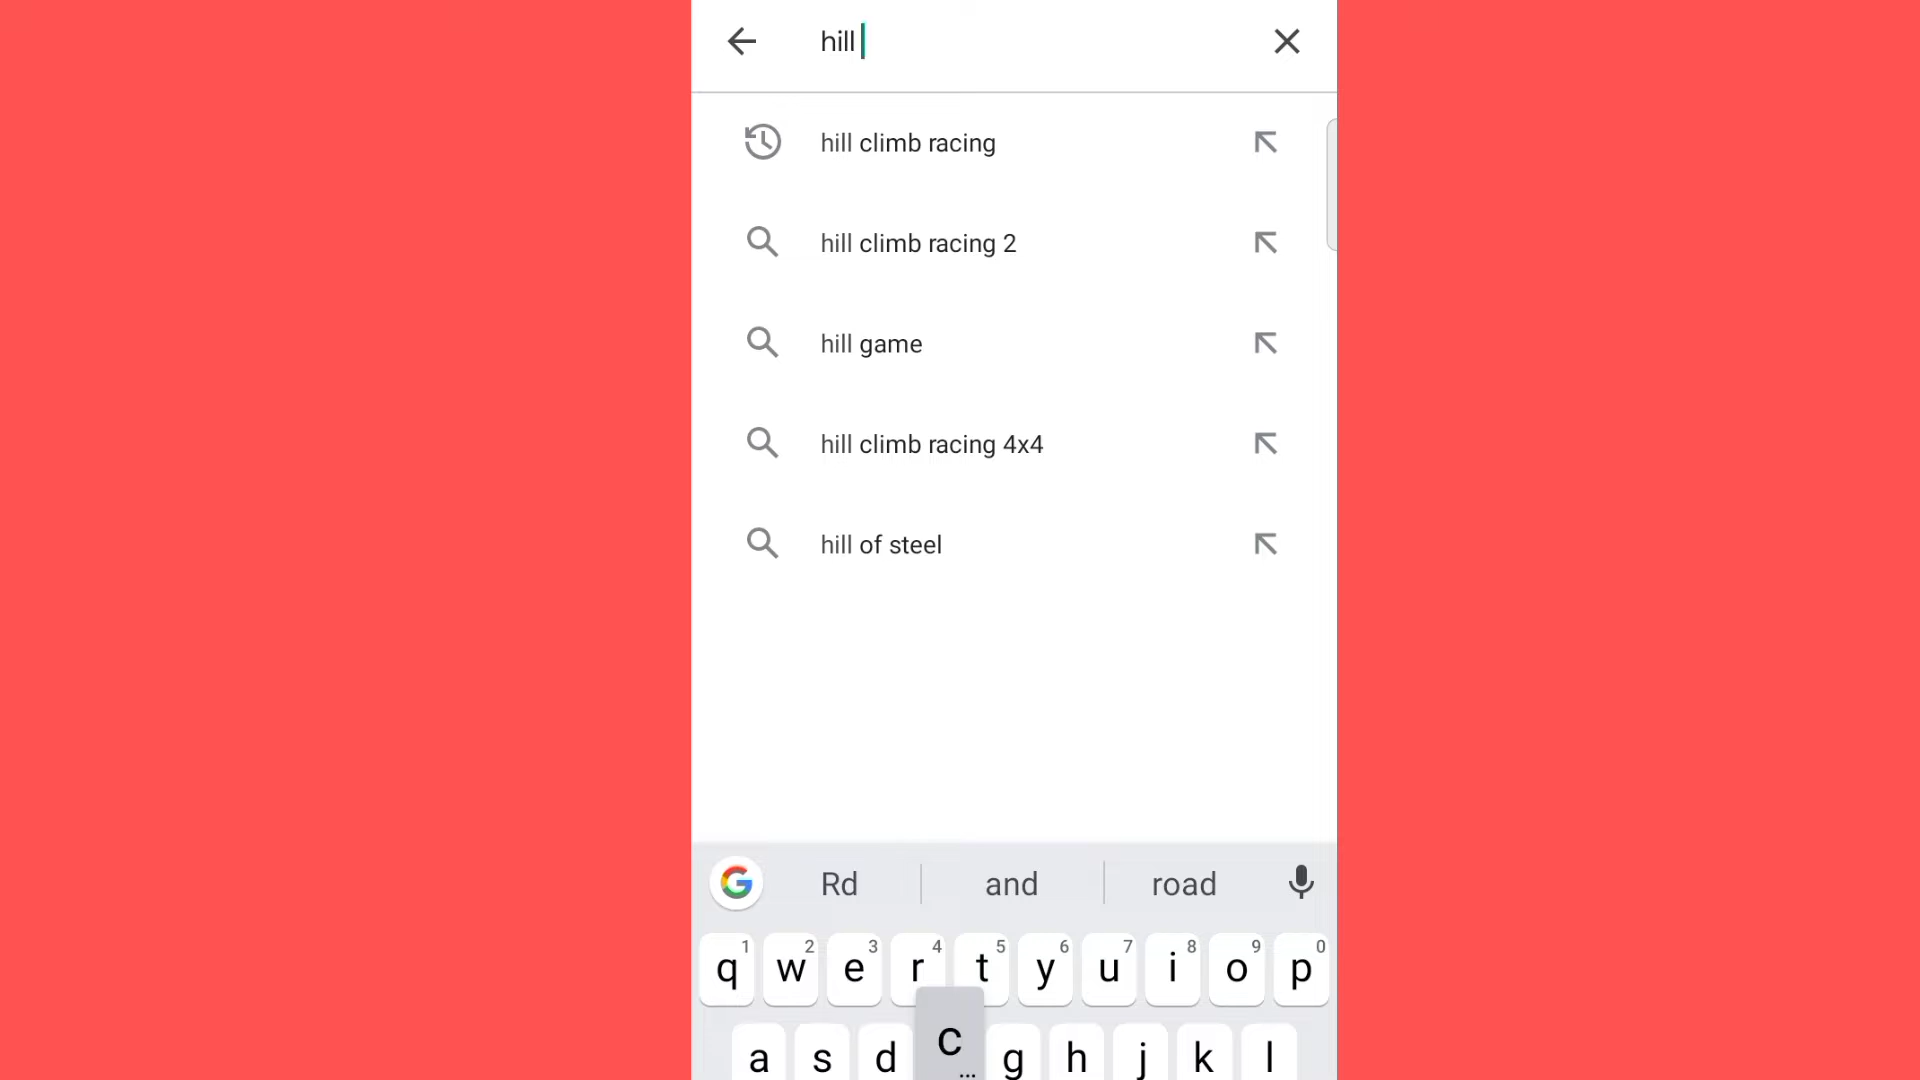 hill
hill climb racing
hill climb racing 2
hill game
hill climb racing 4x4
hill of steel
G Rd and road
1 2 3 4 5 6 7 8 9 0
q w e r t y u i o p
a s d c g h j k l
...